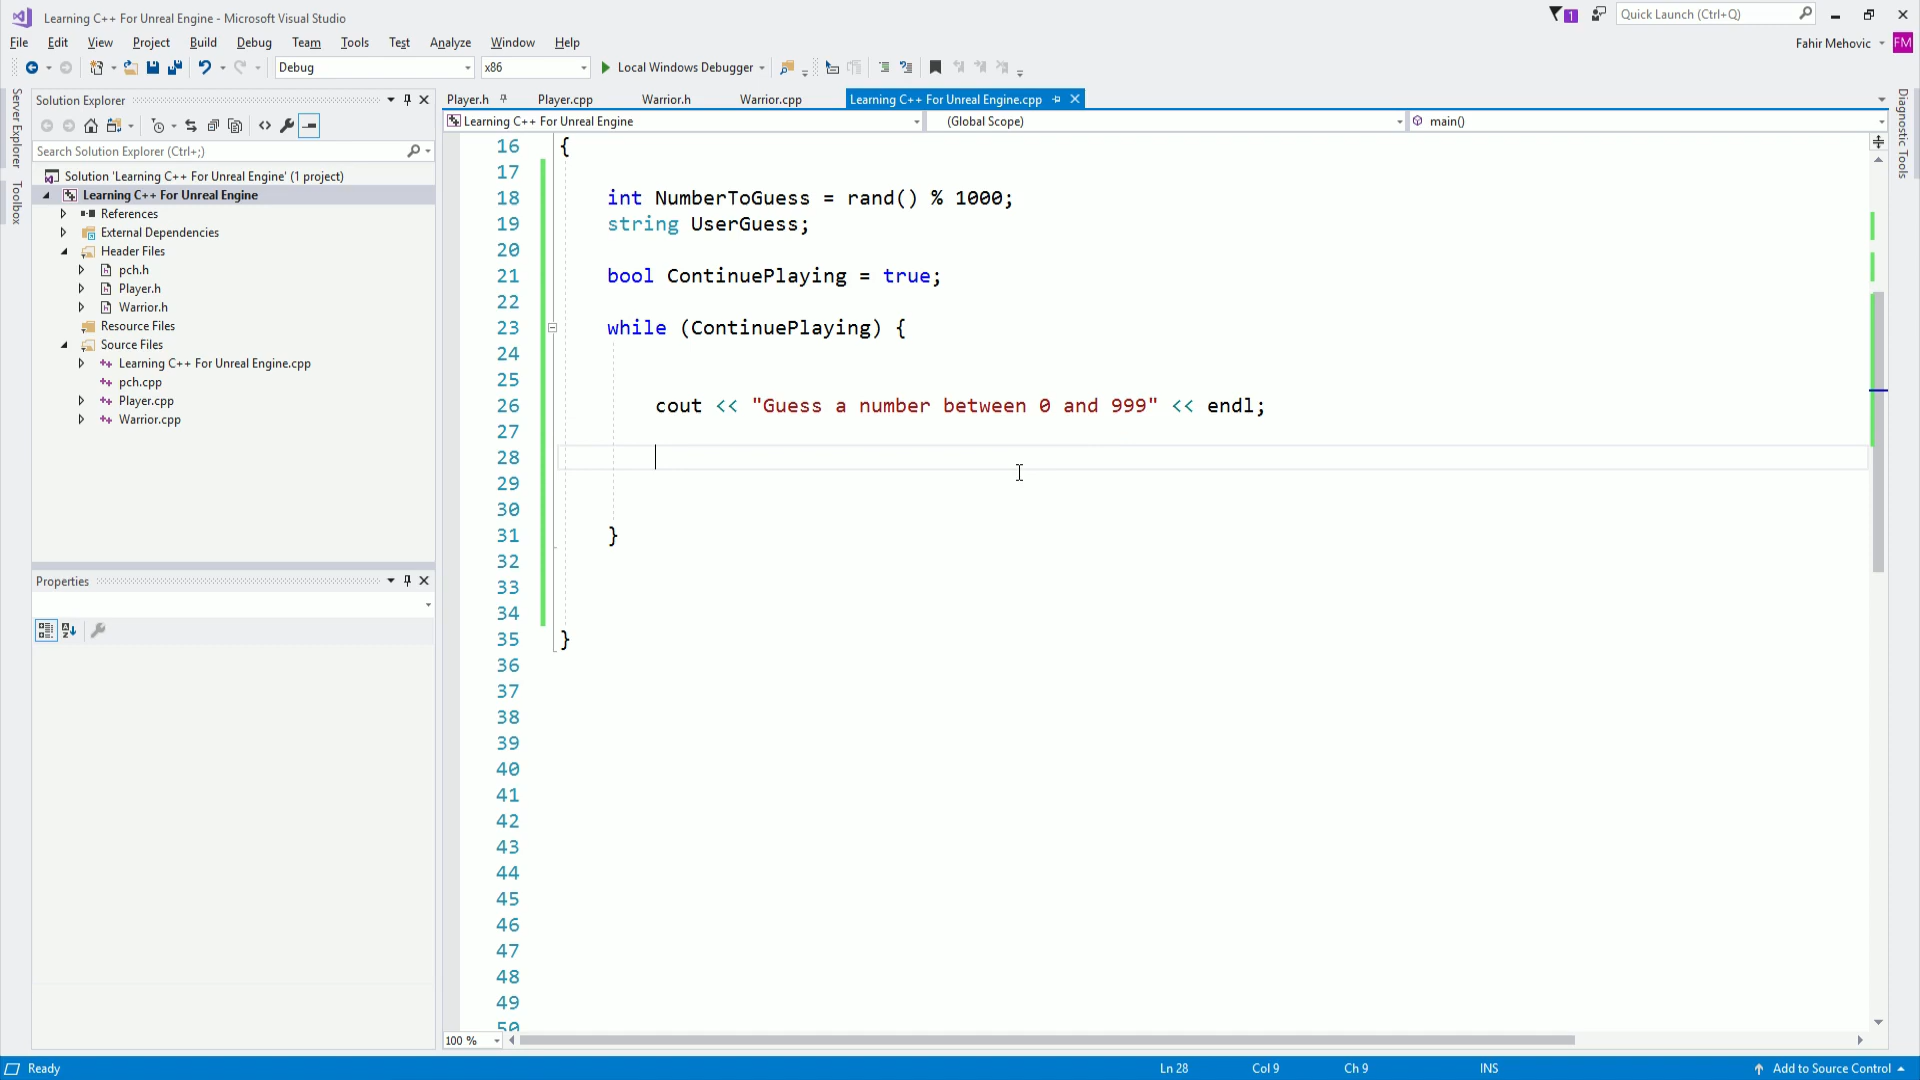 Learning C++ For Unreal Engine - Microsoft Visual Studio
1
Quick Launch (Ctrl+Q)
File Edit View Project Build Debug Team Tools Test Analyze Window Help
Fahir Mehovic
FM
Debug
x86
Local Windows Debugger
Server Explorer
Toolbox
Solution Explorer
Search Solution Explorer (Ctrl+;)
Solution 'Learning C++ For Unreal Engine' (1 project)
Learning C++ For Unreal Engine
References
External Dependencies
Header Files
pch.h
Player.h
Warrior.h
Resource Files
Source Files
Learning C++ For Unreal Engine.cpp
pch.cpp
Player.cpp
Warrior.cpp
Properties
Player.h Player.cpp Warrior.h Warrior.cpp Learning C++ For Unreal Engine.cpp
Learning C++ For Unreal Engine (Global Scope) main()
16 {
17
18 int NumberToGuess = rand() % 1000;
19 string UserGuess;
20
21 bool ContinuePlaying = true;
22
23 while (ContinuePlaying) {
24
25
26 cout << "Guess a number between 0 and 999" << endl;
27
28
29
30
31 }
32
33
34
35 }
36
37
38
39
40
41
42
43
44
45
46
47
48
49
50
100 %
Diagnostic Tools
Ready
Ln 28 Col 9 Ch 9 INS
Add to Source Control